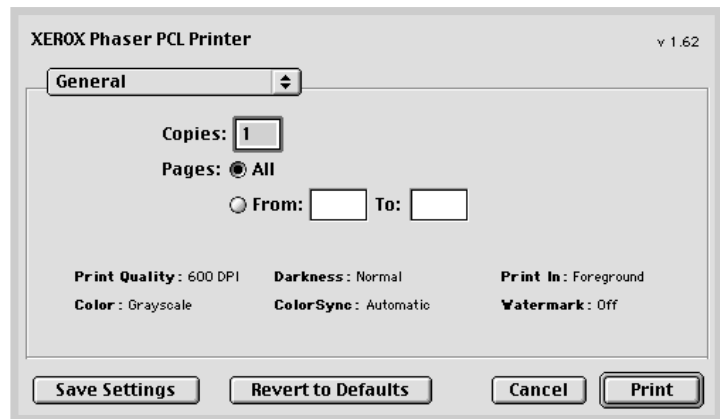 XEROX Phaser PCL Printer v 1.62
General
Copies: 1
Pages: All
From: To:
Print Quality: 600 DPI Darkness: Normal Print In: Foreground
Color: Grayscale ColorSync: Automatic Watermark: Off
Save Settings Revert to Defaults Cancel Print